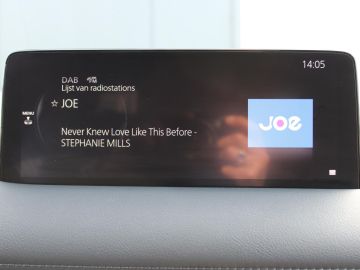 14:05
DAB
Lijst van radiostations
☆ JOE
MENU
Never Knew Love Like This Before -
STEPHANIE MILLS
joe